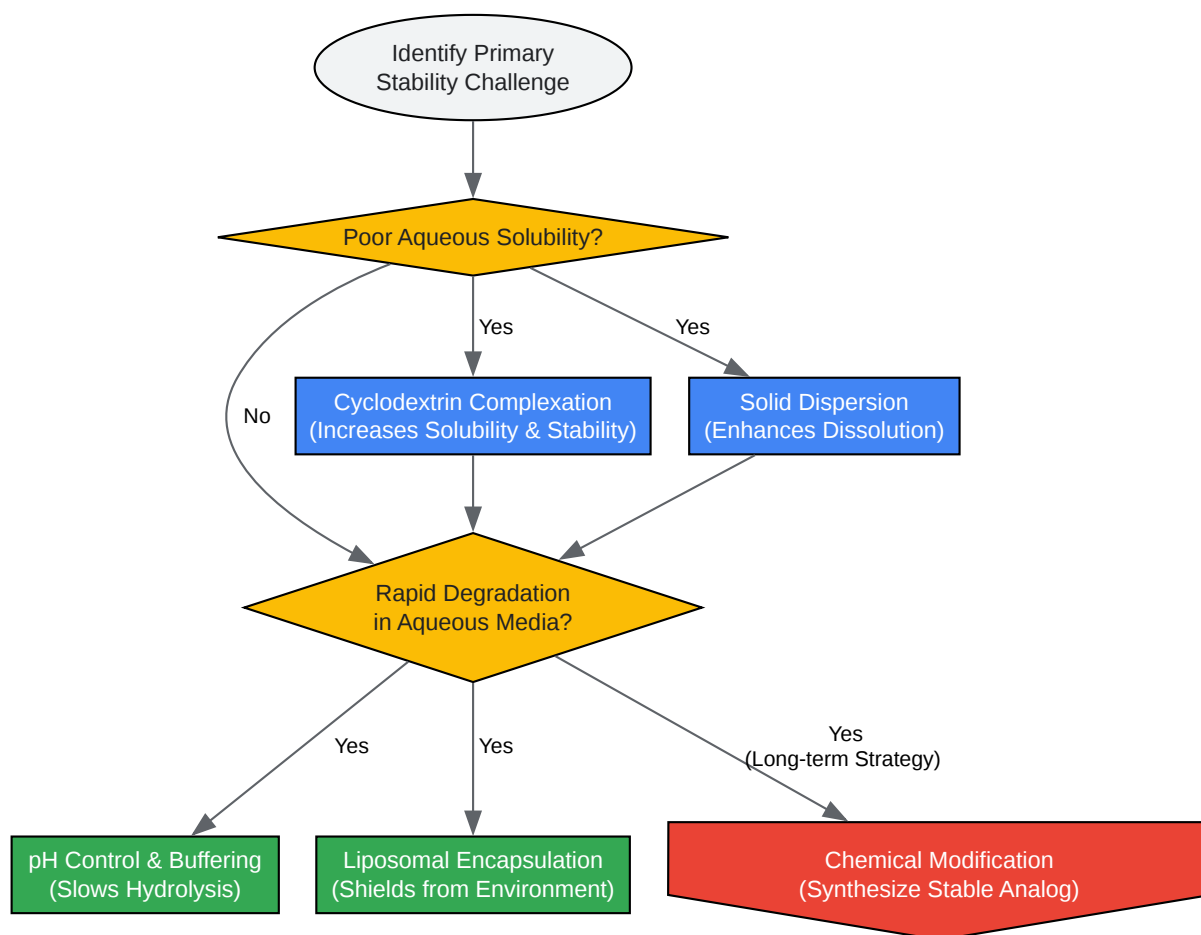 Identify Primary
Stability Challenge
Poor Aqueous Solubility?
Yes
Yes
No
Cyclodextrin Complexation
(Increases Solubility & Stability)
Solid Dispersion
(Enhances Dissolution)
Rapid Degradation
in Aqueous Media?
Yes
Yes
Yes
(Long-term Strategy)
pH Control & Buffering
(Slows Hydrolysis)
Liposomal Encapsulation
(Shields from Environment)
Chemical Modification
(Synthesize Stable Analog)